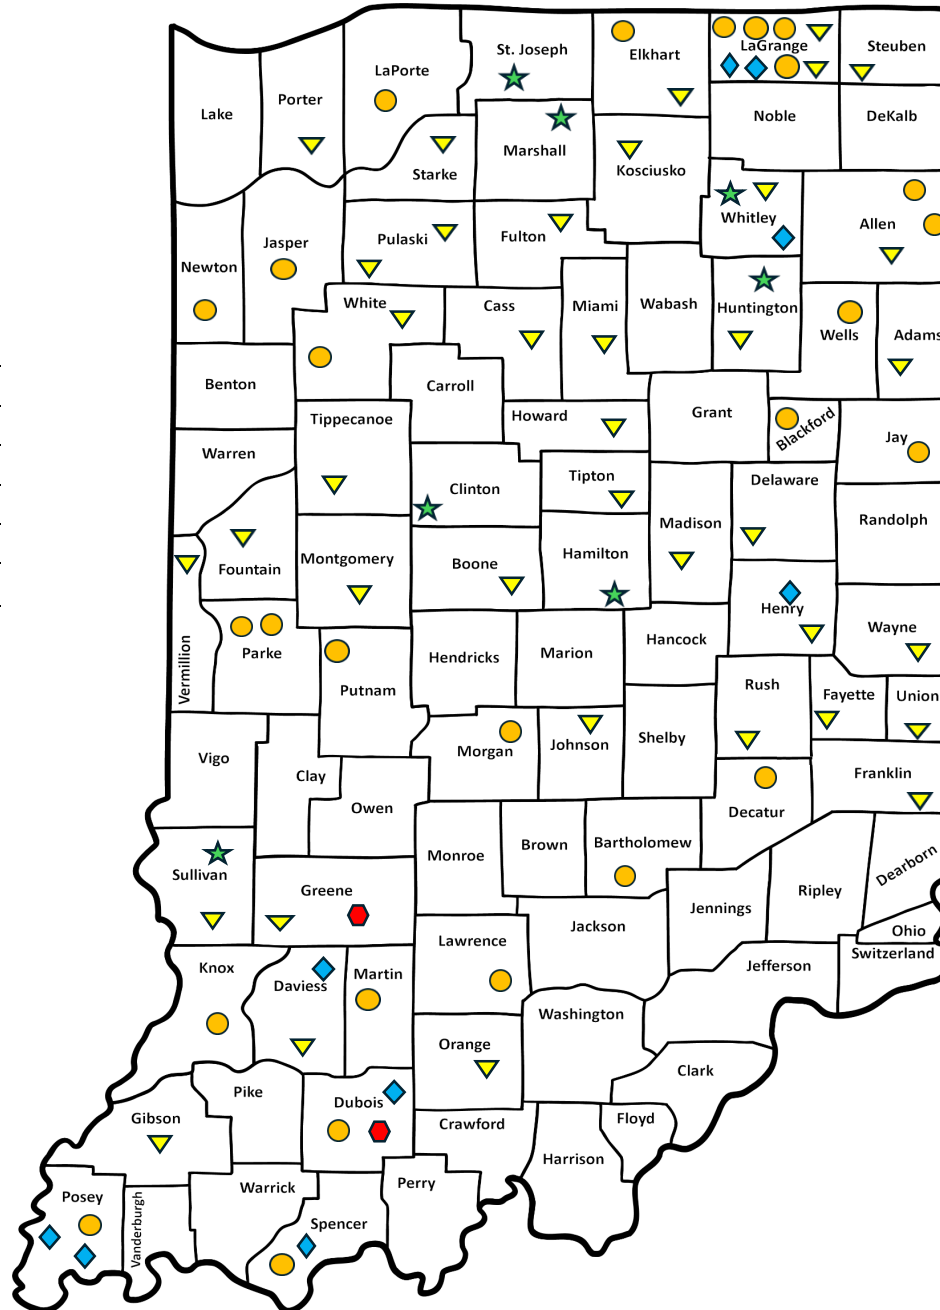 St. Joseph
Elkhart
LaGrange
Steuben
LaPorte
Lake
Porter
Noble
DeKalb
Marshall
Starke
Kosciusko
Whitley
Allen
Pulaski
Fulton
Jasper
Newton
White
Cass
Miami
Wabash
Huntington
Wells
Adams
Benton
Carroll
Howard
Grant
Blackford
Tippecanoe
Jay
Warren
Clinton
Tipton
Delaware
Randolph
Madison
Fountain
Montgomery
Boone
Hamilton
Henry
Wayne
Vermillion
Parke
Hendricks
Marion
Hancock
Putnam
Rush
Fayette
Union
Vigo
Morgan
Johnson
Shelby
Clay
Franklin
Owen
Decatur
Monroe
Brown
Bartholomew
Dearborn
Sullivan
Greene
Ripley
Jennings
Jackson
Ohio
Lawrence
Switzerland
Knox
Martin
Daviess
Jefferson
Washington
Orange
Clark
Pike
Dubois
Gibson
Crawford
Floyd
Harrison
Warrick
Perry
Posey
Vanderburgh
Spencer